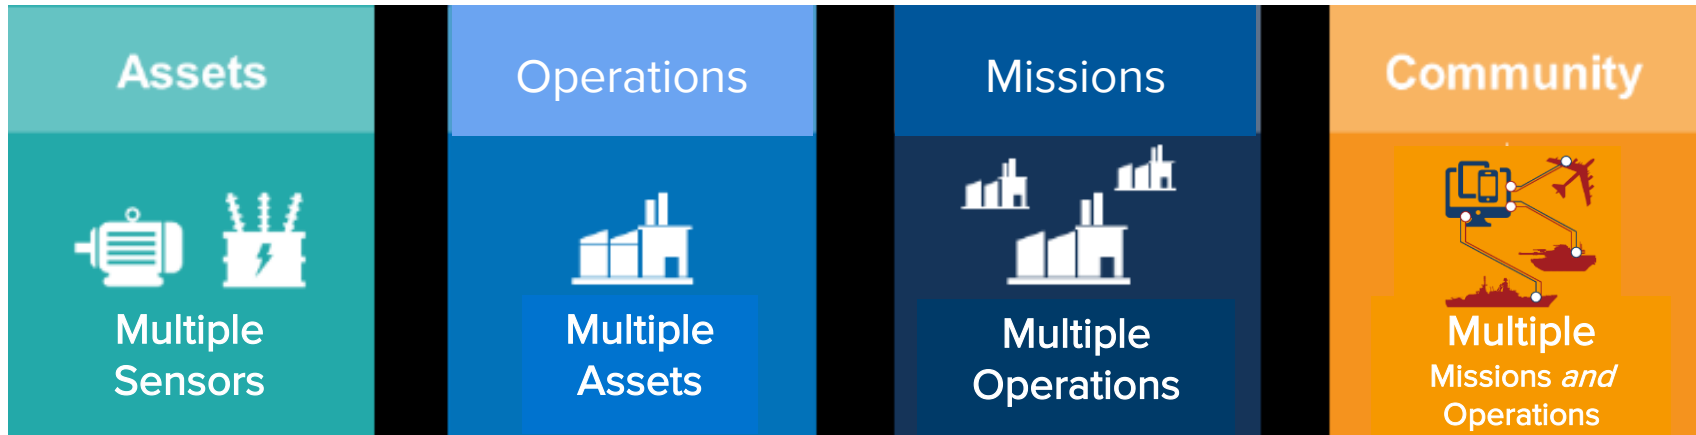 Assets
Multiple
Sensors
Operations
Multiple
Assets
Missions
Multiple
Operations
Community
Multiple
Missions and
Operations